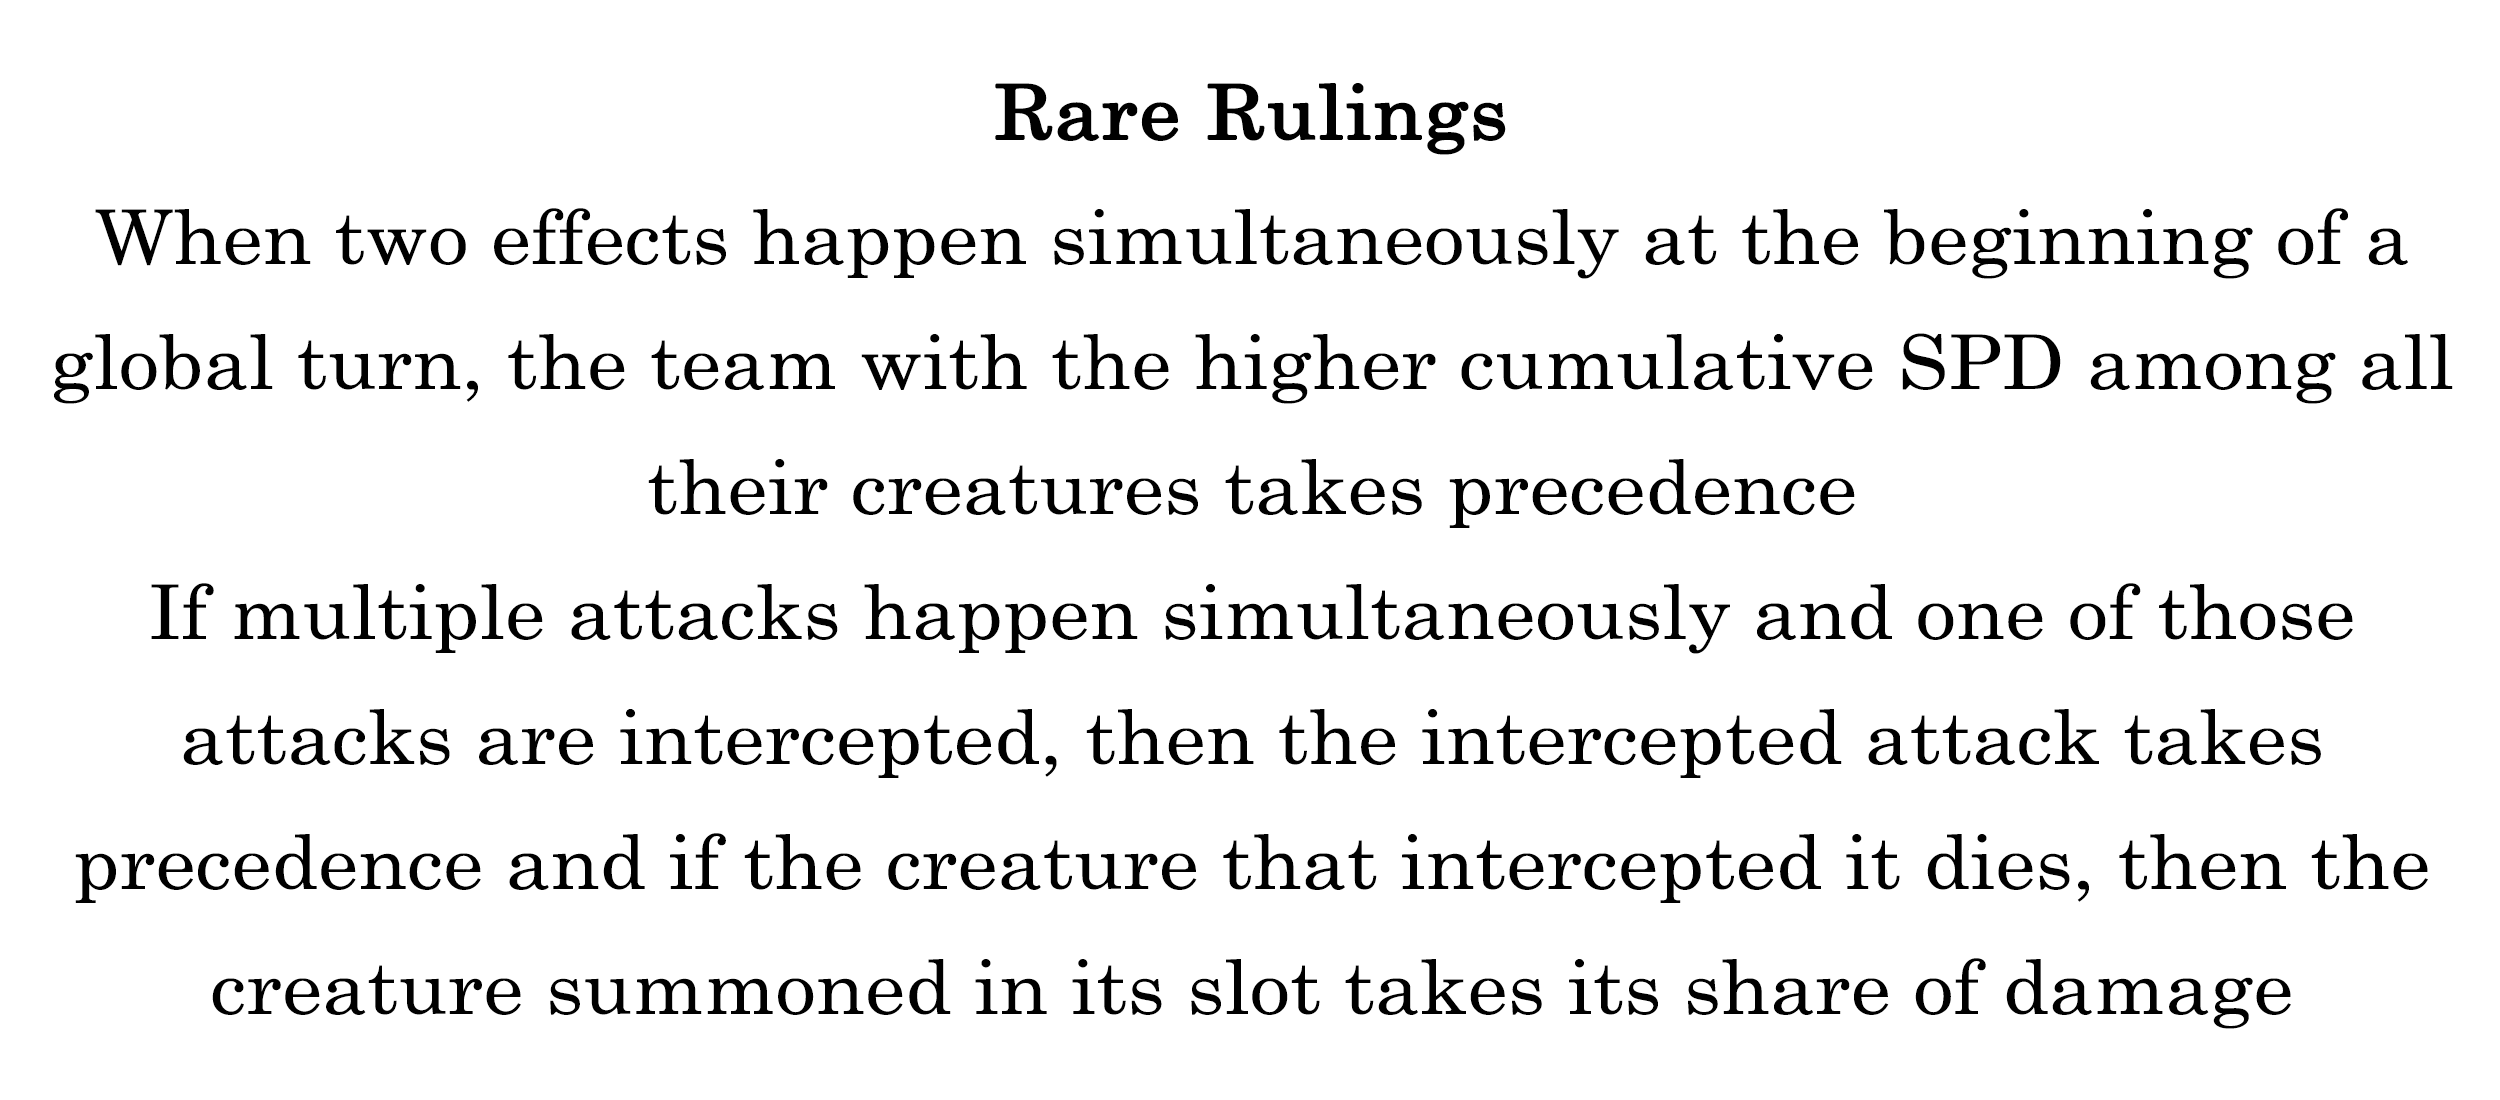 Rare Rulings
When two effects happen simultaneously at the beginning of a
global turn, the team with the higher cumulative SPD among all
their creatures takes precedence
If multiple attacks happen simultaneously and one of those
attacks are intercepted, then the intercepted attack takes
precedence and if the creature that intercepted it dies, then the
creature summoned in its slot takes its share of damage